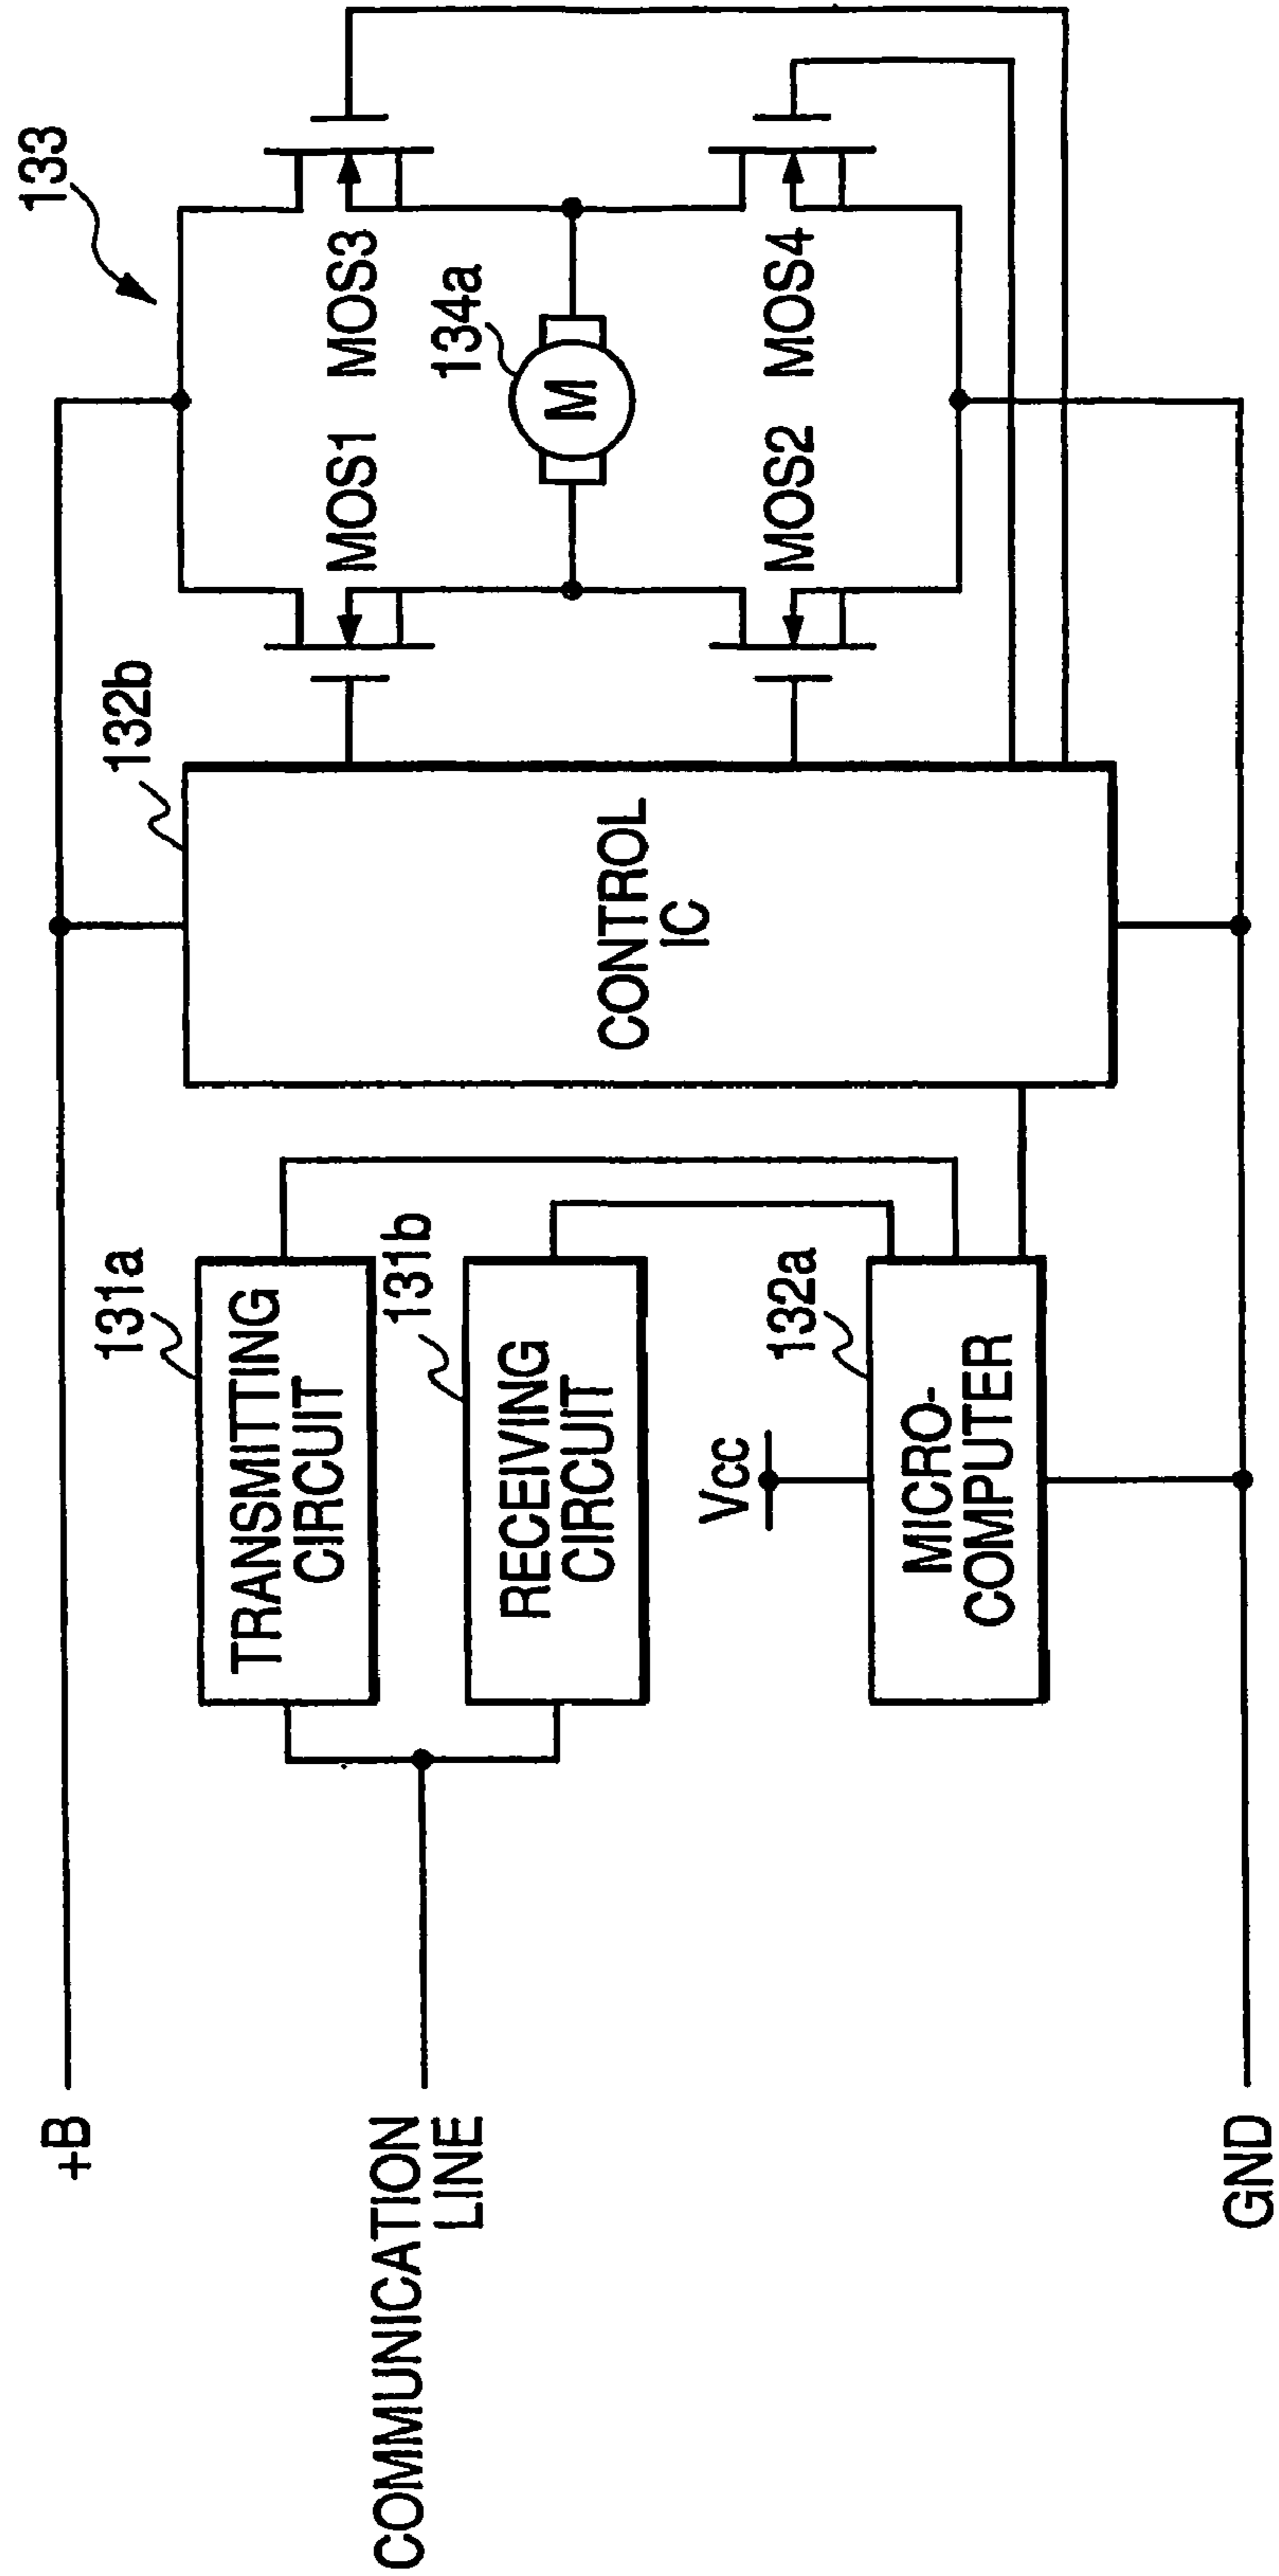 133
+B
132b
131a
TRANSMITTING
CIRCUIT
MOS1
MOS3
COMMUNICATION
LINE
131b
134a
RECEIVING
CIRCUIT
M
CONTROL
IC
Vcc
132a
MOS2
MOS4
MICRO-
COMPUTER
GND